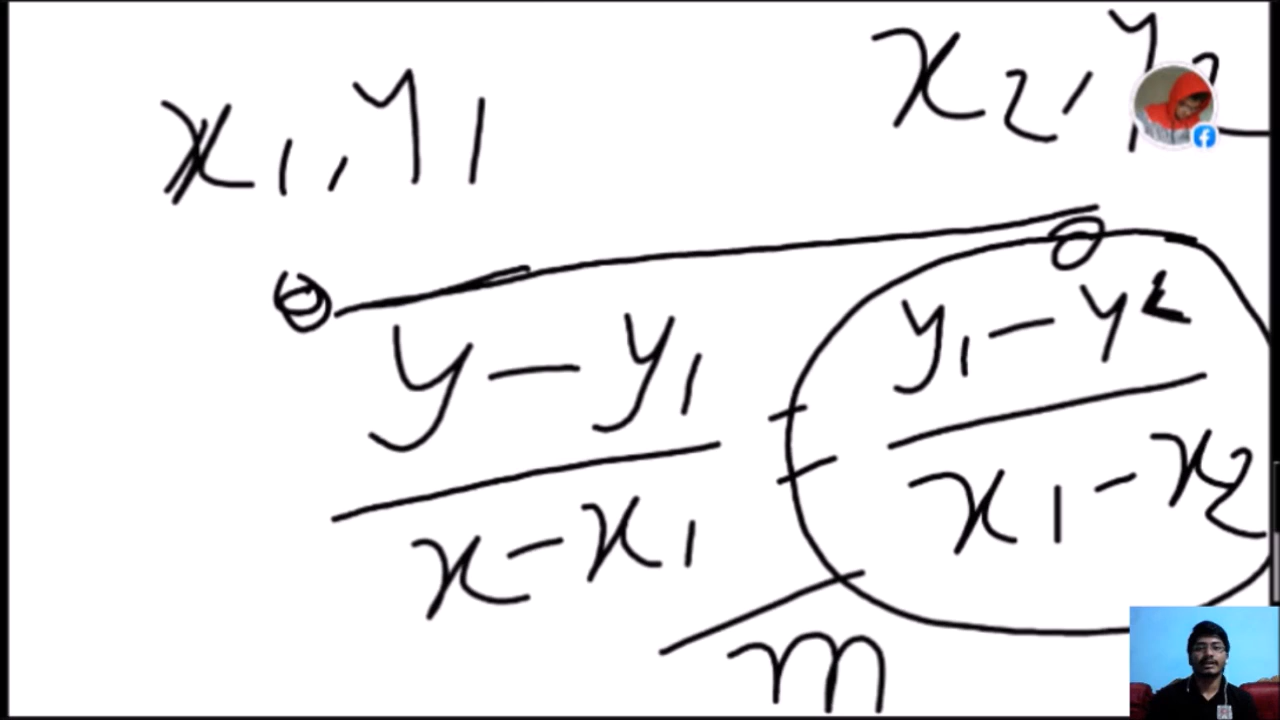 x₁, y₁
x₂, y₂
y - y₁ / x - x₁ = y₁ - y₂ / x₁ - x₂
m